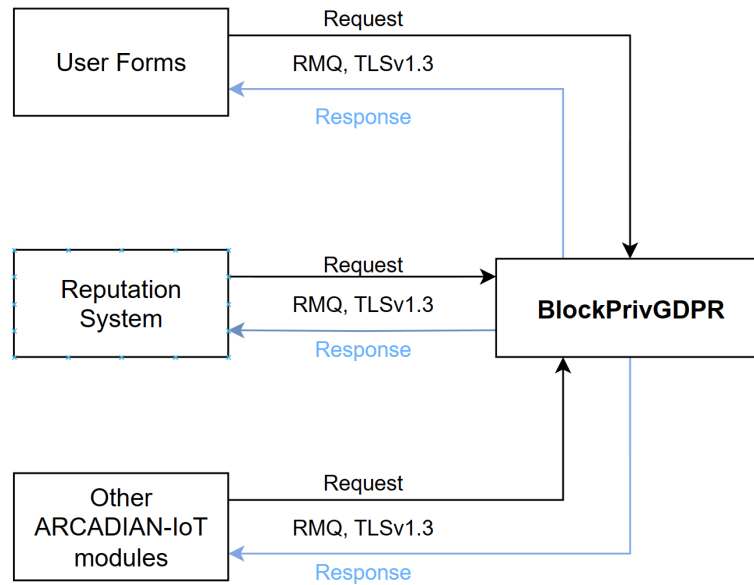 Request
User Forms
RMQ, TLSv1.3
Response
Request
Reputation
System
RMQ, TLSv1.3
BlockPrivGDPR
Response
Request
Other
ARCADIAN-IoT
modules
RMQ, TLSv1.3
Response